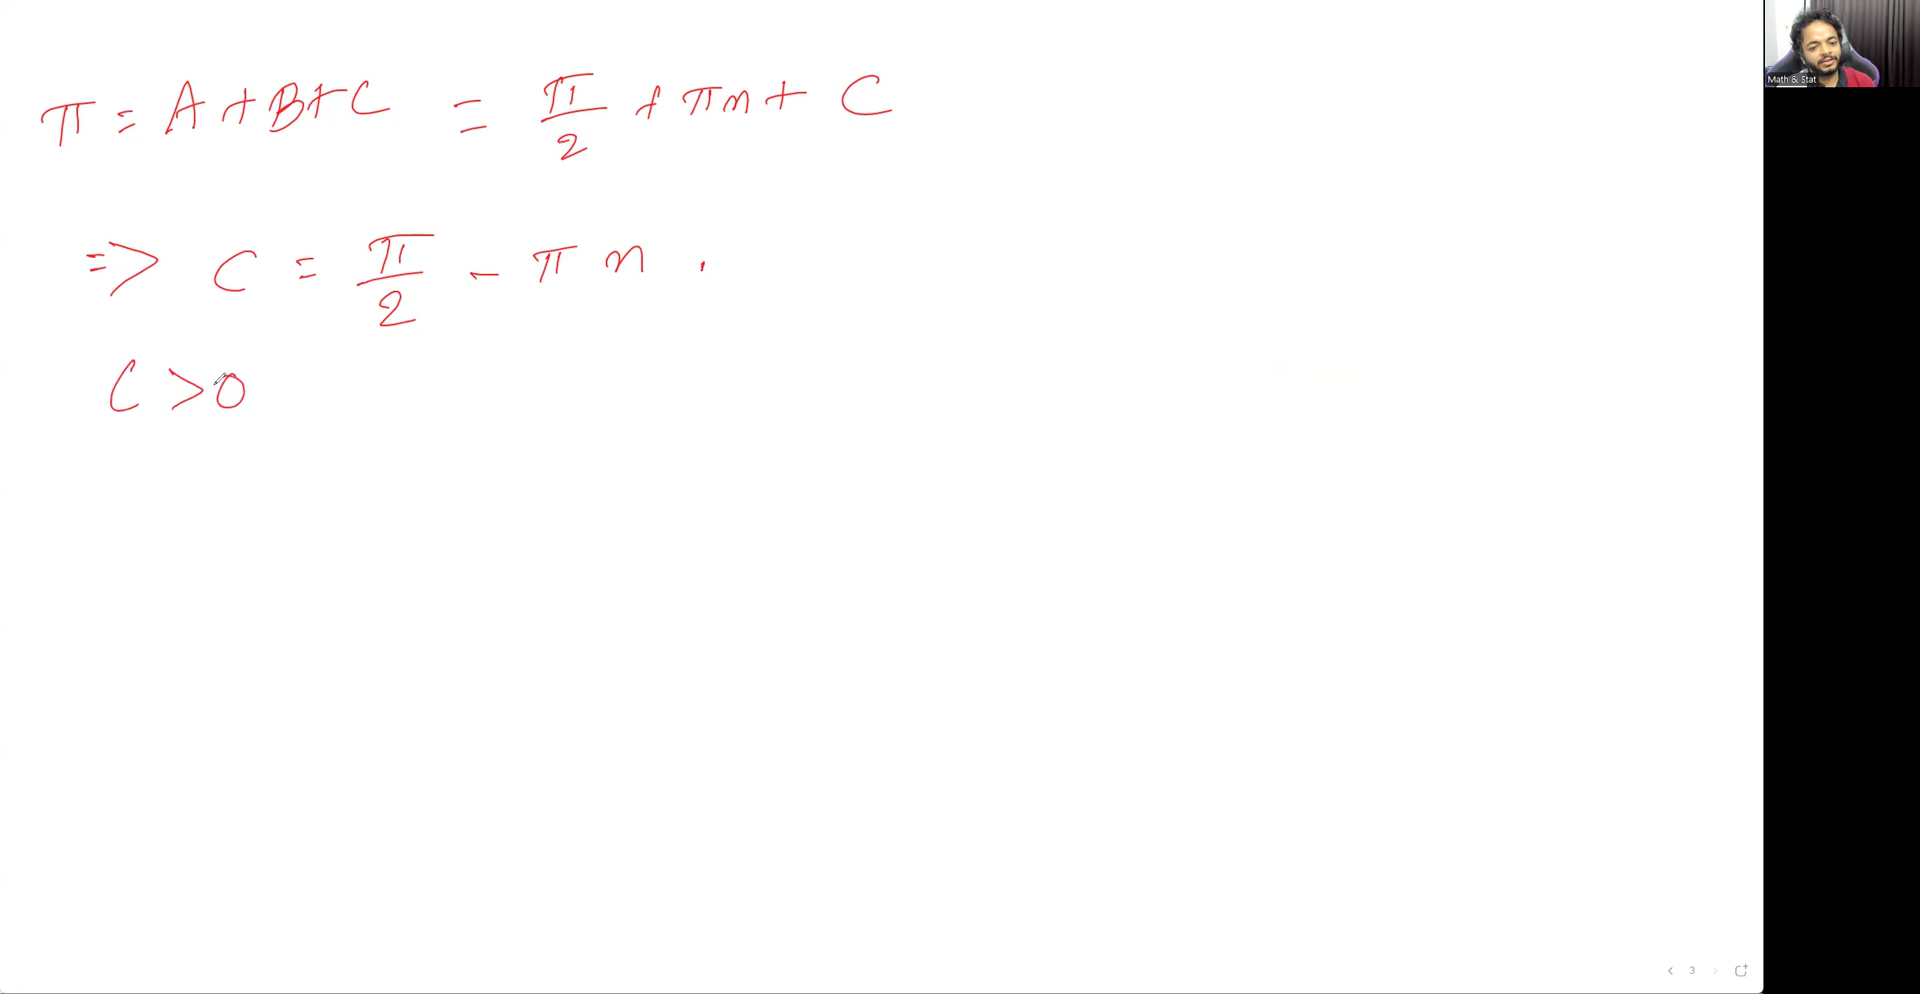 π = A + B + C = π/2 + πn + C
Math & Stat
=> C = π/2 - πn.
C > 0
< 3 >